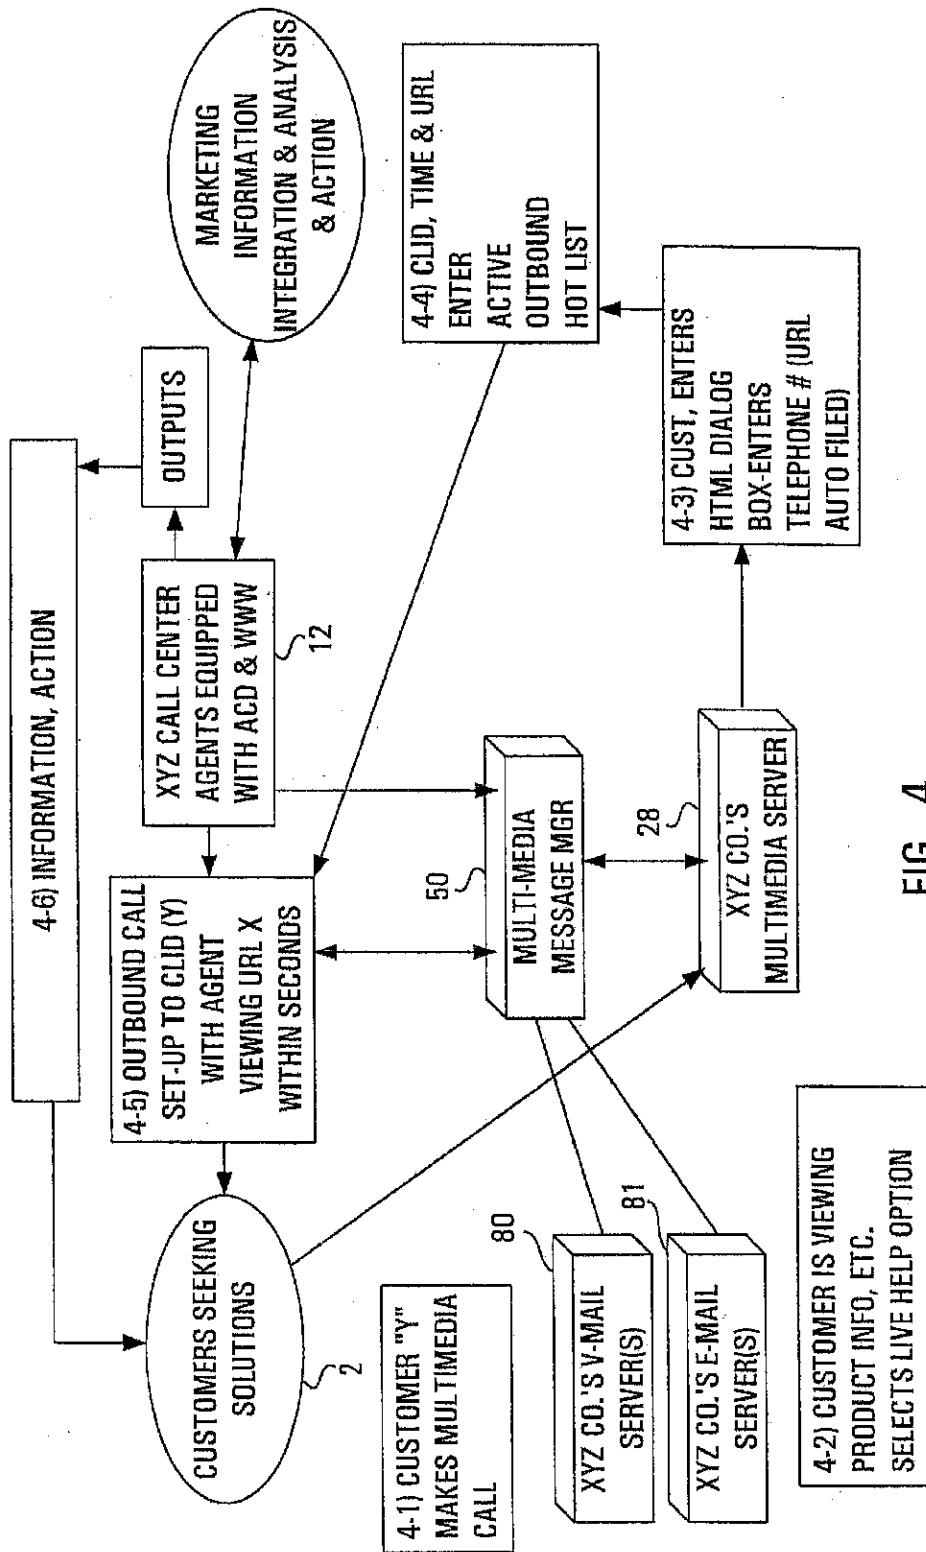 4-6) INFORMATION, ACTION
OUTPUTS
MARKETING
INFORMATION
INTEGRATION & ANALYSIS
& ACTION
XYZ CALL CENTER
AGENTS EQUIPPED
WITH ACD & WWW
12
4-5) OUTBOUND CALL
SET-UP TO CLID (Y)
WITH AGENT
VIEWING URL X
WITHIN SECONDS
CUSTOMERS SEEKING
SOLUTIONS
2
4-4) CLID, TIME & URL
ENTER
ACTIVE
OUTBOUND
HOT LIST
4-1) CUSTOMER "Y"
MAKES MULTIMEDIA
CALL
50
MULTI-MEDIA
MESSAGE MGR
80
XYZ CO.'S V-MAIL
SERVER(S)
81
XYZ CO.'S E-MAIL
SERVER(S)
28
XYZ CO.'S
MULTIMEDIA SERVER
4-3) CUST, ENTERS
HTML DIALOG
BOX-ENTERS
TELEPHONE # (URL
AUTO FILED)
4-2) CUSTOMER IS VIEWING
PRODUCT INFO, ETC.
SELECTS LIVE HELP OPTION
FIG. 4